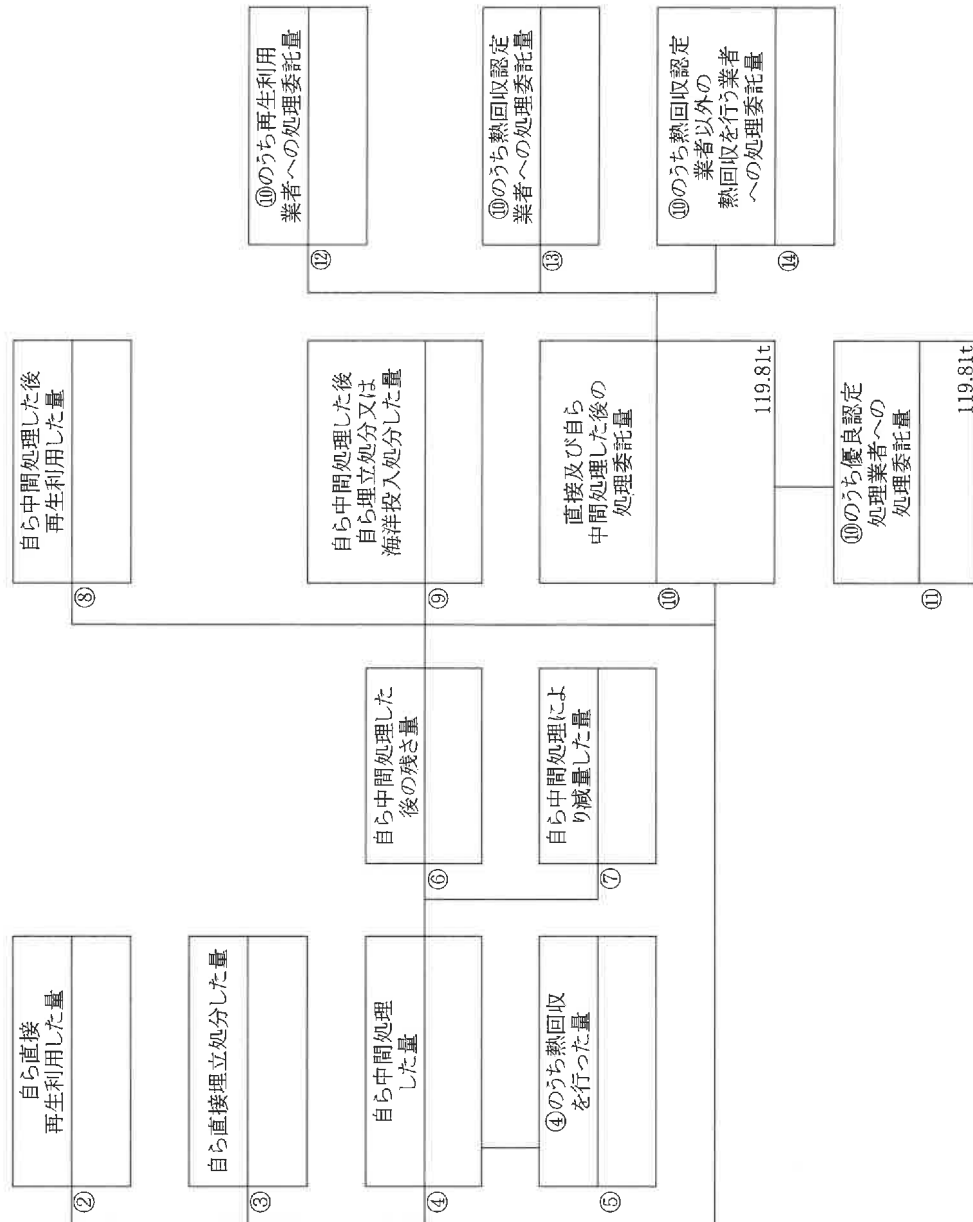 ②
自ら直接
再生利用した量
③
自ら直接埋立処分した量
④
自ら中間処理
した量
⑤
④のうち熱回収
を行った量
⑥
自ら中間処理した
後の残さ量
⑦
自ら中間処理によ
り減量した量
⑧
自ら中間処理した後
再生利用した量
⑨
自ら中間処理した後
自ら埋立処分又は
海洋投入処分した量
⑩
直接及び自ら
中間処理した後の
処理委託量
119.81t
⑪
⑩のうち優良認定
処理業者への
処理委託量
119.81t
⑫
⑩のうち再生利用
業者への処理委託量
⑬
⑩のうち熱回収認定
業者への処理委託量
⑭
⑩のうち熱回収認定
業者以外の
熱回収を行う業者
への処理委託量